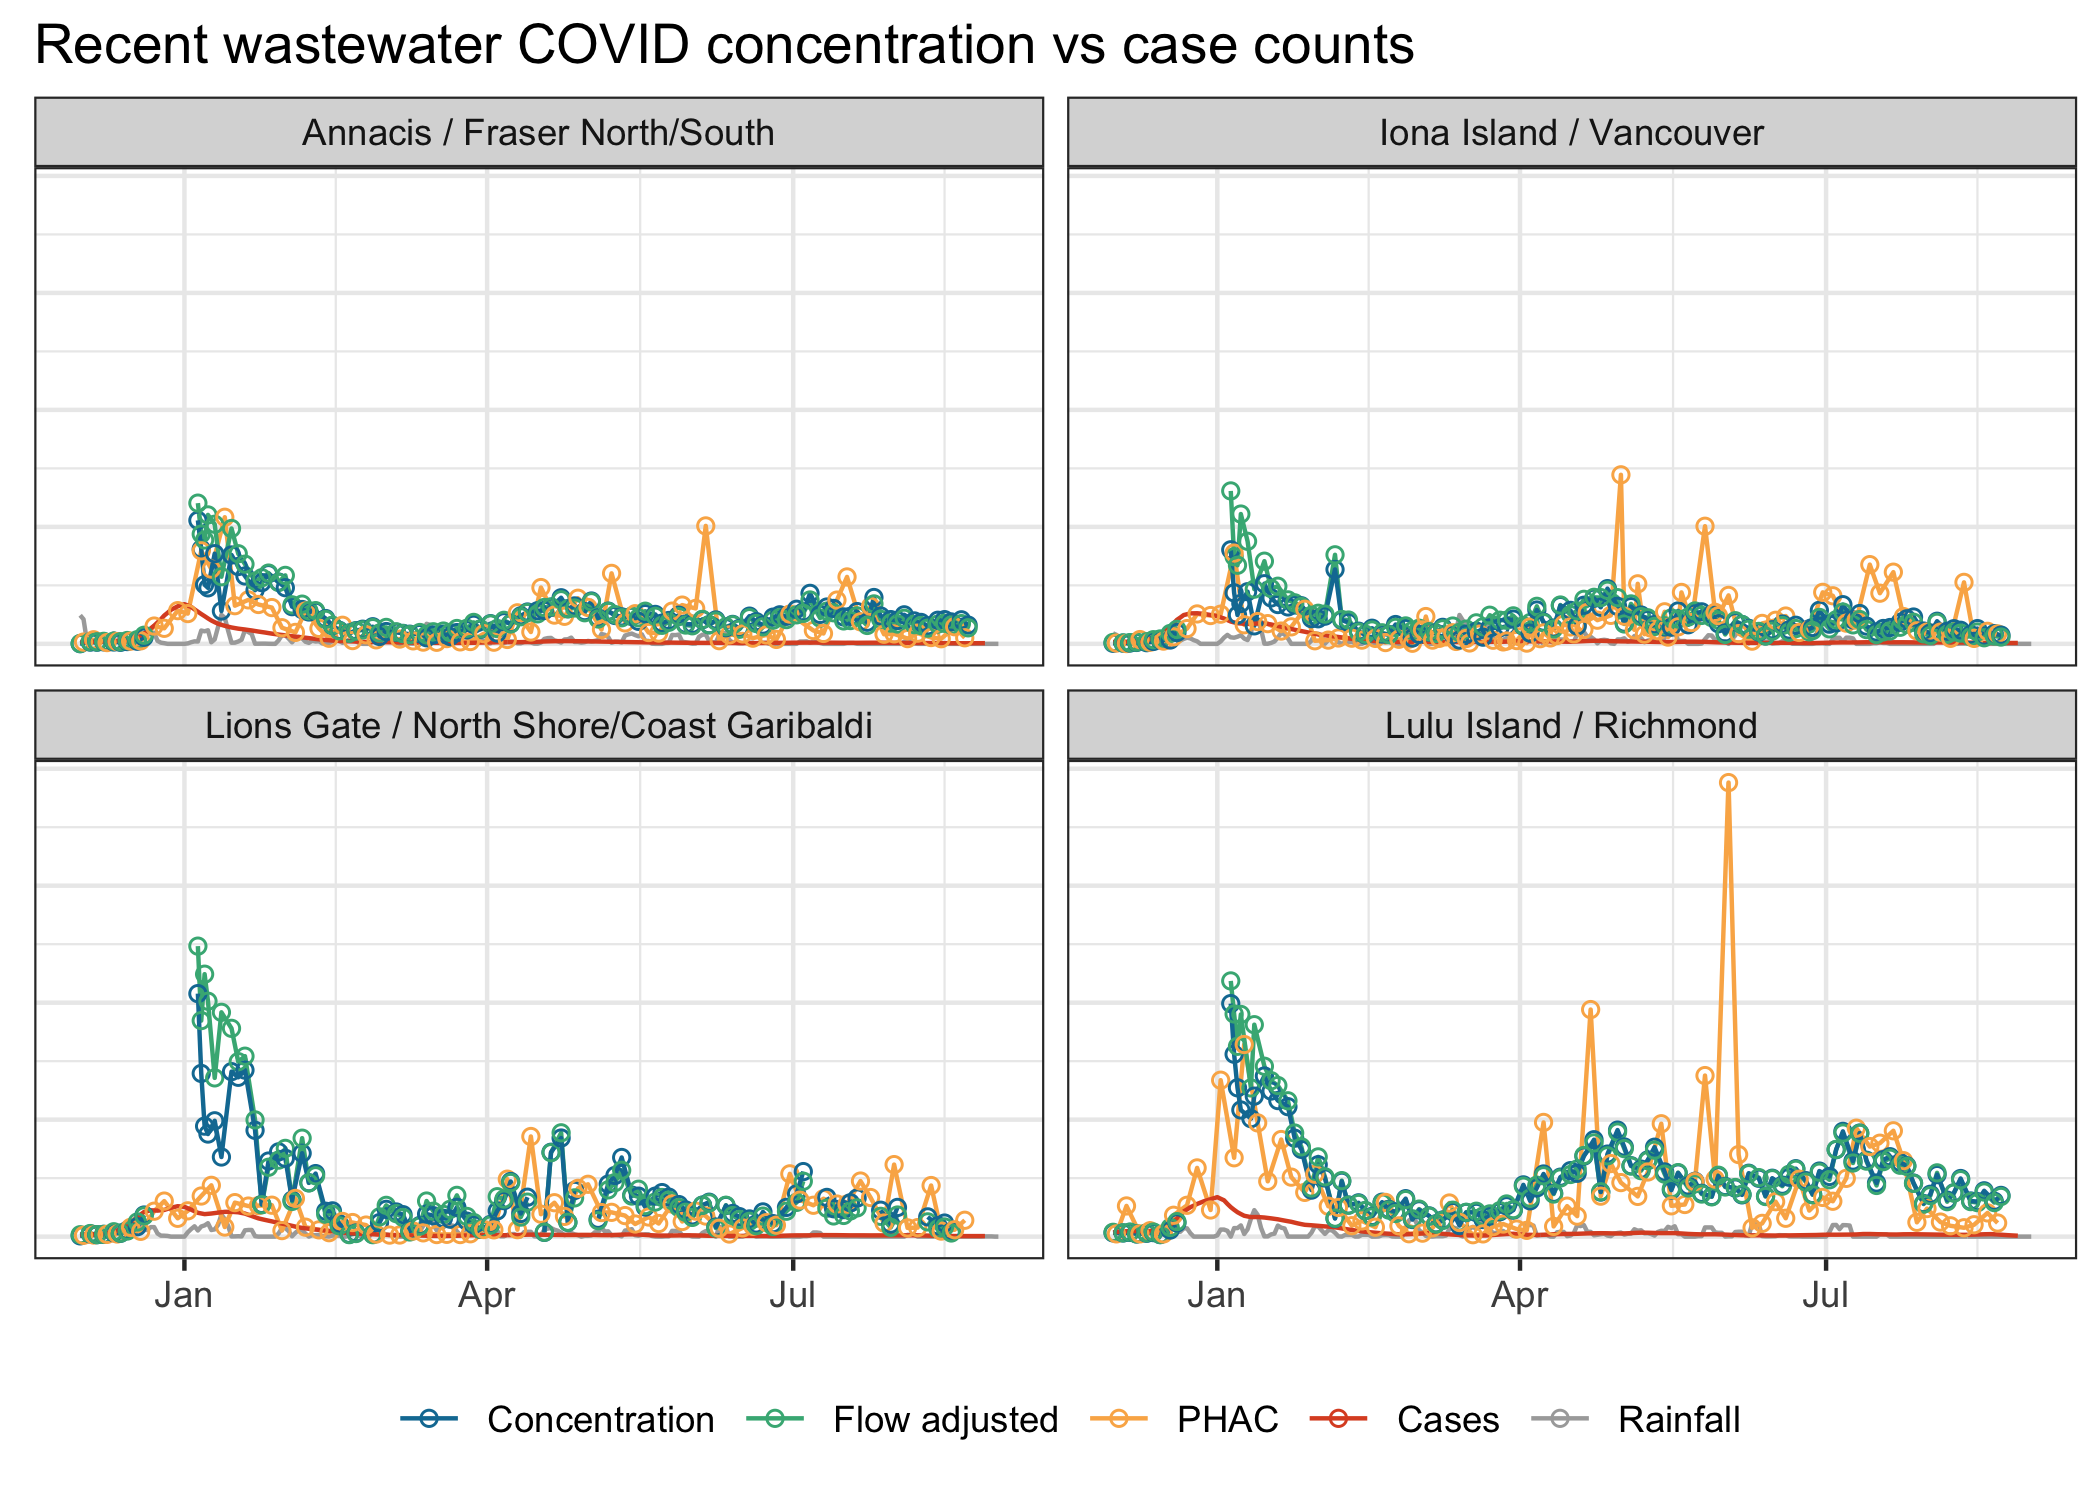 Recent wastewater COVID concentration vs case counts
Annacis / Fraser North/South
Iona Island / Vancouver
Lions Gate / North Shore/Coast Garibaldi
Lulu Island / Richmond
Jan Apr Jul
Jan Apr Jul
Concentration Flow adjusted PHAC Cases Rainfall